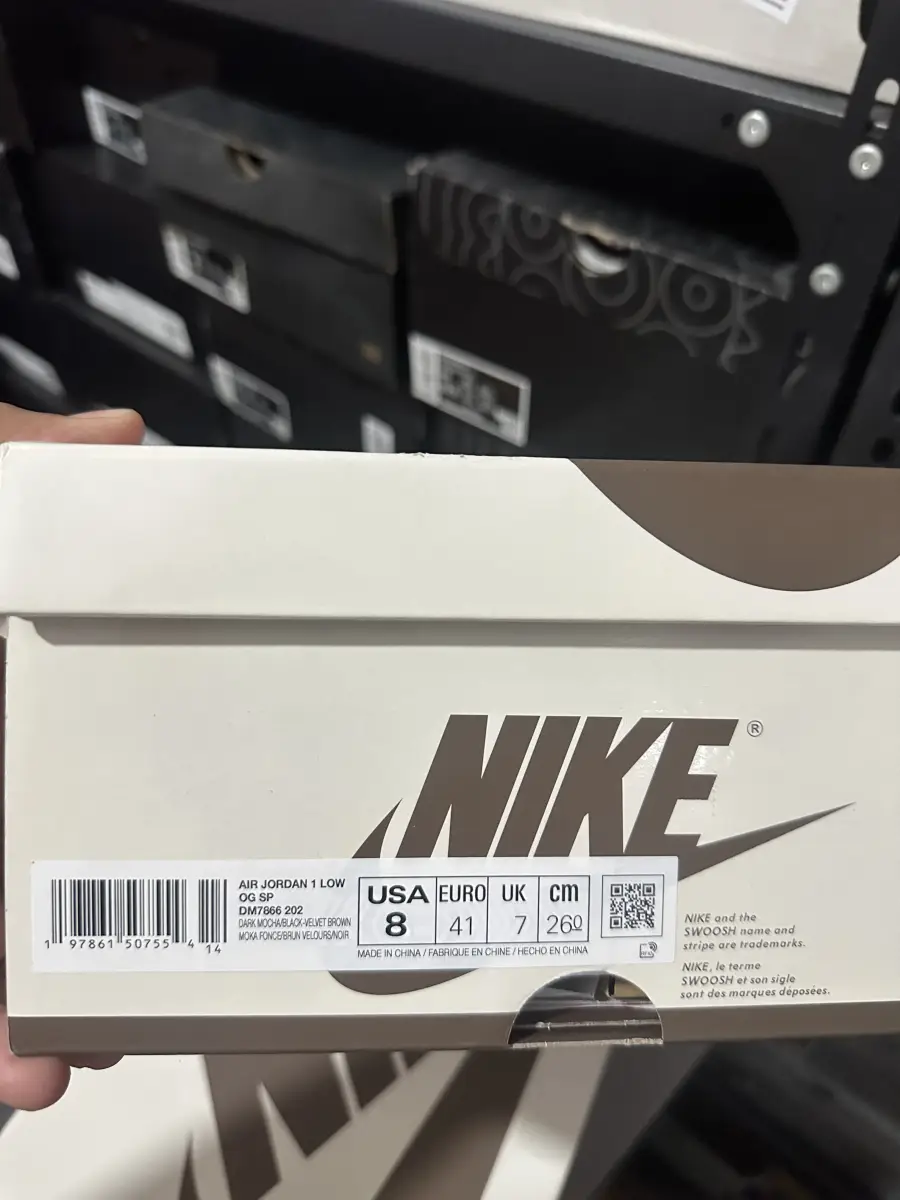 NIKE ®
AIR JORDAN 1 LOW
OG SP
DM7866 202
DARK MOCHA/BLACK-VELVET BROWN
MOKA FONCE/BRUN VELOURS/NOIR
1 97861 50755 4
14
USA EURO UK cm
8 41 7 260
MADE IN CHINA / FABRIQUE EN CHINE / HECHO EN CHINA
NIKE and the
SWOOSH name and
stripe are trademarks.
NIKE, le terme
SWOOSH et son sigle
sont des marques déposées.